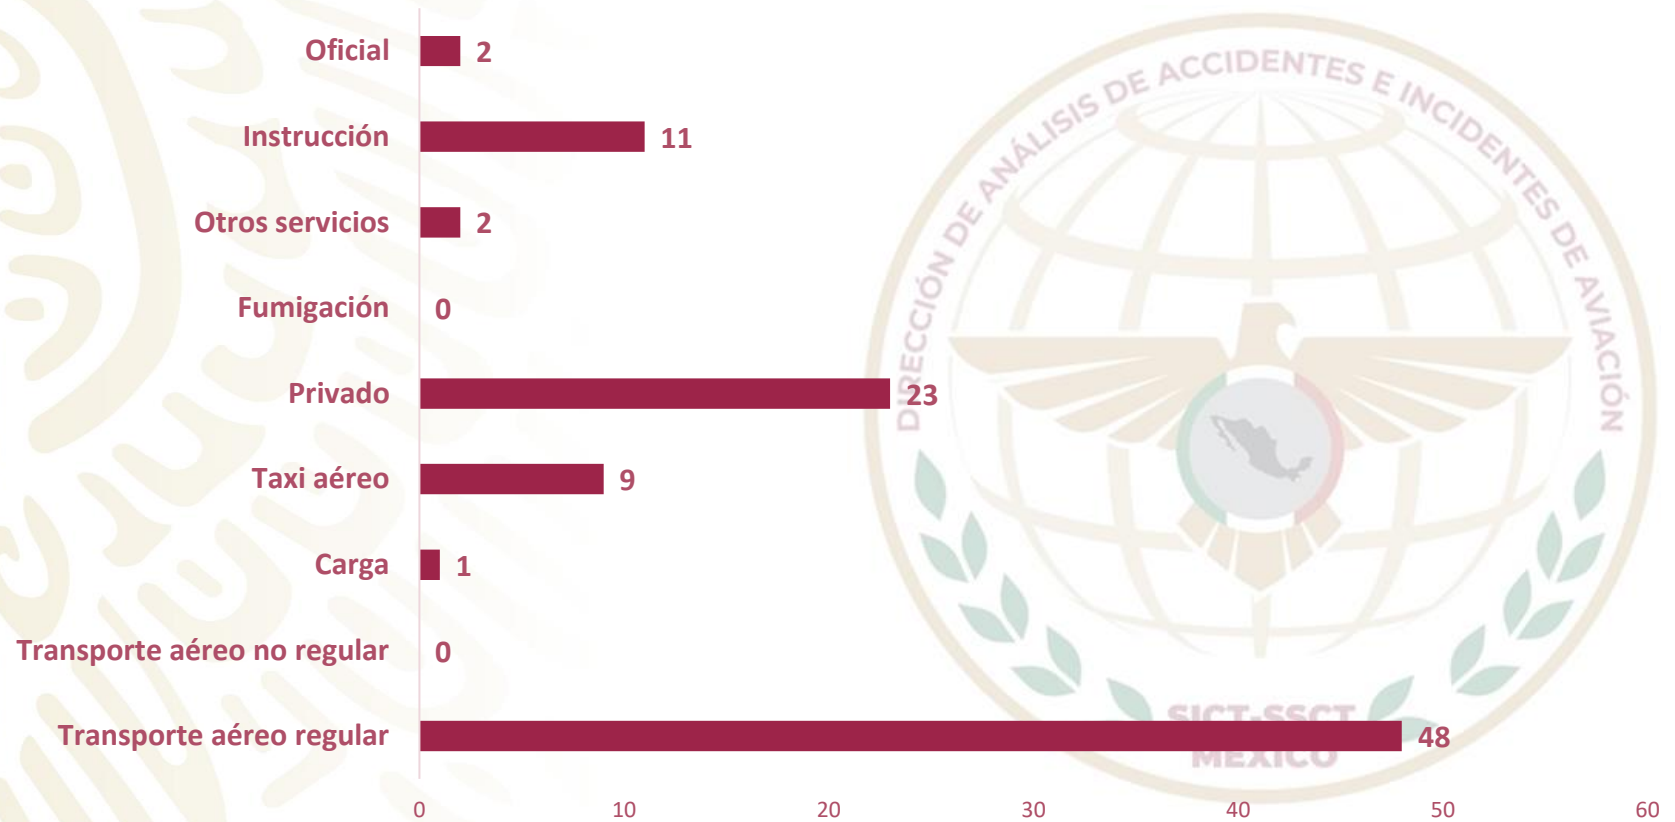 Oficial 2
Instrucción 11
Otros servicios 2
Fumigación 0
Privado 23
Taxi aéreo 9
Carga 1
Transporte aéreo no regular 0
Transporte aéreo regular 48
0 10 20 30 40 50 60
DIRECCIÓN DE ANÁLISIS DE ACCIDENTES E INCIDENTES DE AVIACIÓN
SICT-SSCT
MÉXICO